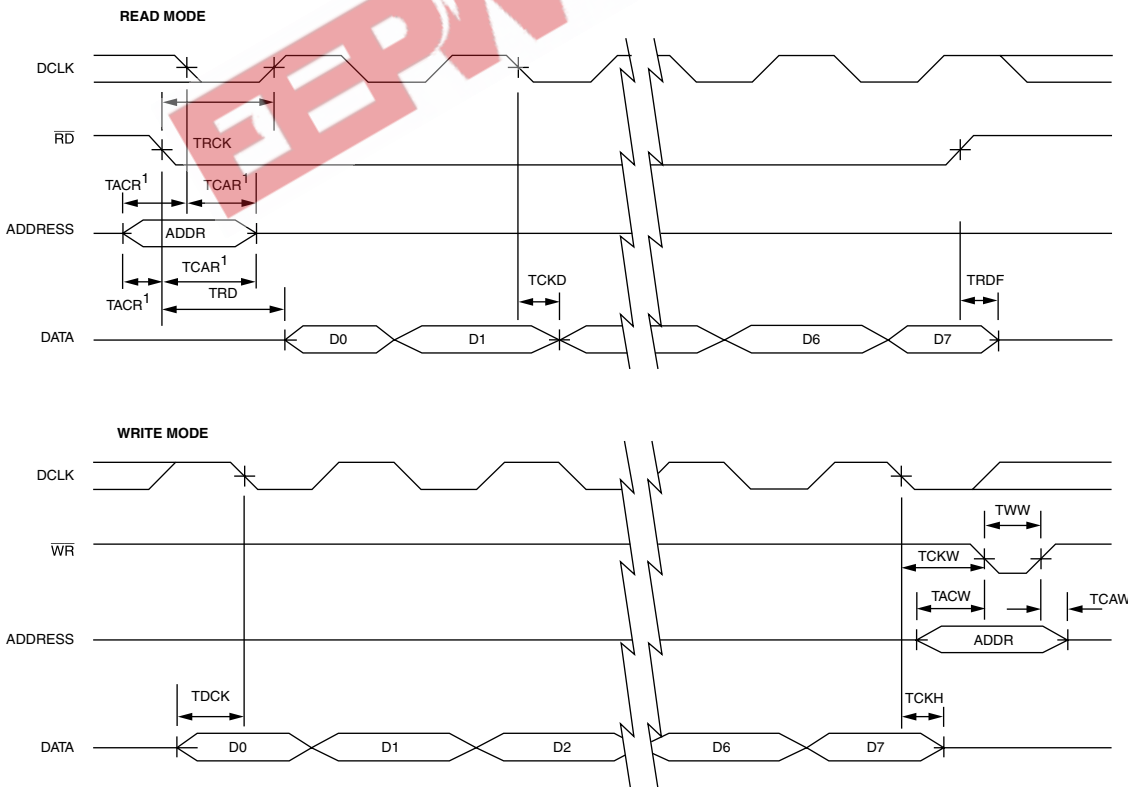 READ MODE
DCLK
TRCK
RD
TACR1 TCAR1
ADDRESS ADDR
TCAR1
TACR1 TRD TCKD TRDF
DATA D0 D1 D6 D7
WRITE MODE
DCLK
TWW
WR
TCKW
TACW TCAW
ADDRESS ADDR
TDCK TCKH
DATA D0 D1 D2 D6 D7